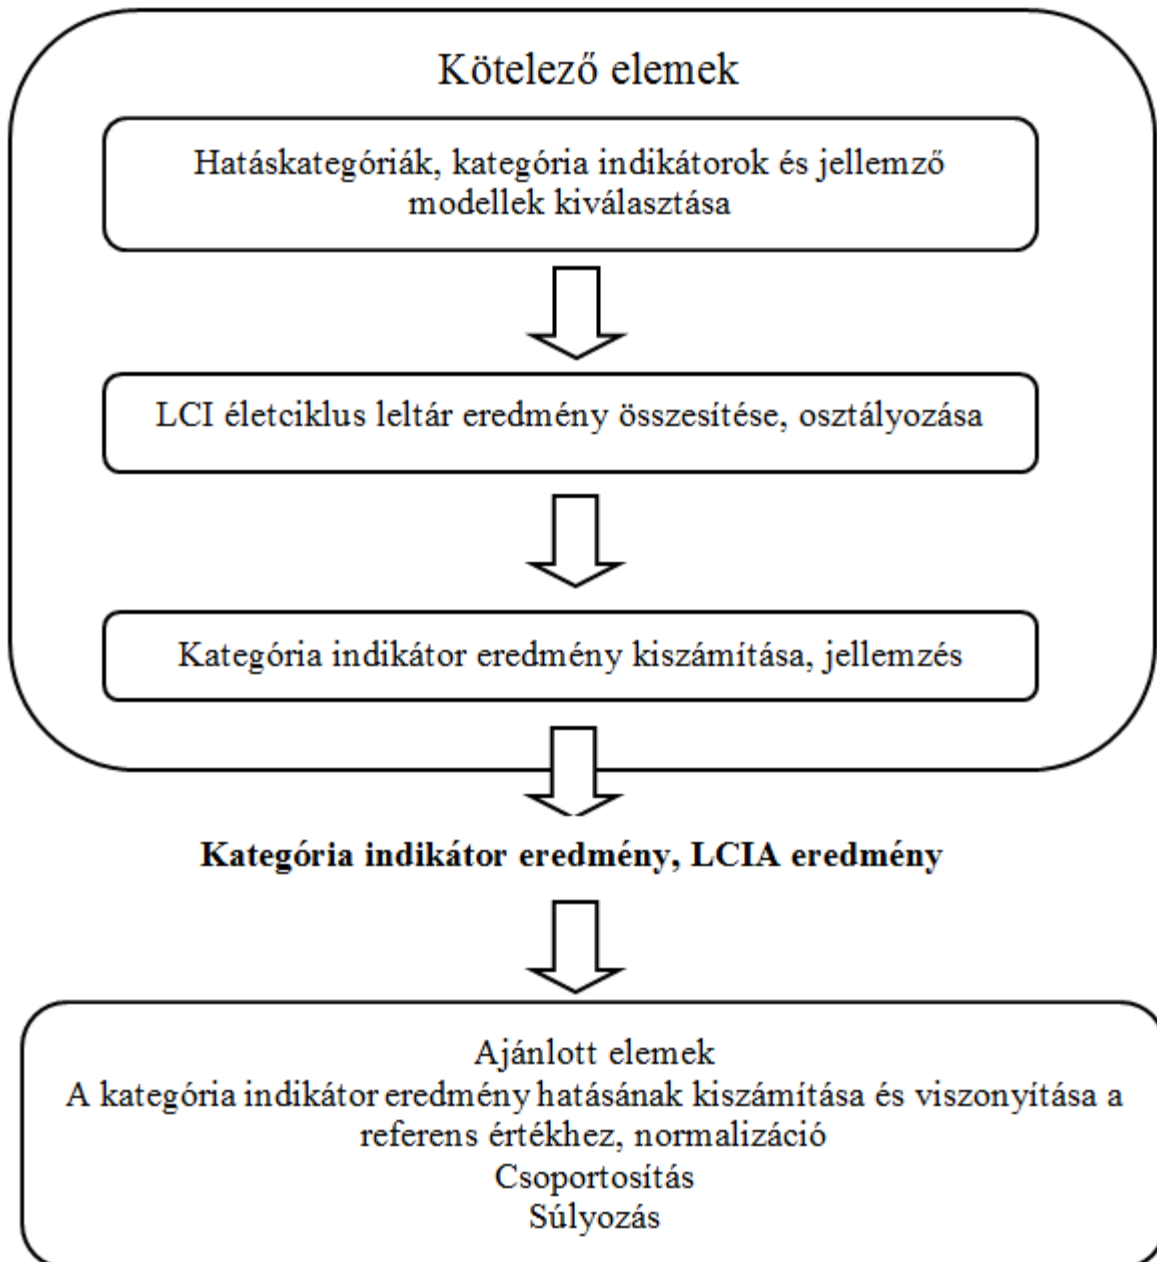 Kötelező elemek
Hatáskategóriák, kategória indikátorok és jellemző
modellek kiválasztása
LCI életciklus leltár eredmény összesítése, osztályozása
Kategória indikátor eredmény kiszámítása, jellemzés
Kategória indikátor eredmény, LCIA eredmény
Ajánlott elemek
A kategória indikátor eredmény hatásának kiszámítása és viszonyítása a
referens értékhez, normalizáció
Csoportosítás
Súlyozás